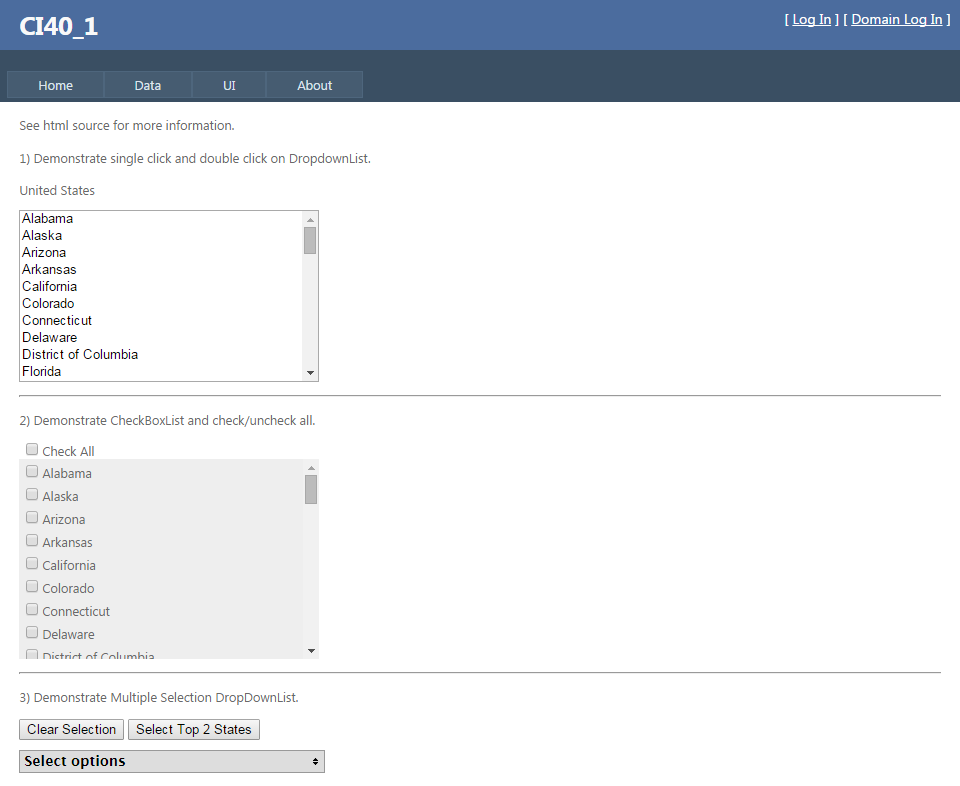 CI40_1
[ Log In ] [ Domain Log In ]
Home Data UI About
See html source for more information.
1) Demonstrate single click and double click on DropdownList.
United States
Alabama
Alaska
Arizona
Arkansas
California
Colorado
Connecticut
Delaware
District of Columbia
Florida
2) Demonstrate CheckBoxList and check/uncheck all.
Check All
Alabama
Alaska
Arizona
Arkansas
California
Colorado
Connecticut
Delaware
District of Columbia
3) Demonstrate Multiple Selection DropDownList.
Clear Selection Select Top 2 States
Select options